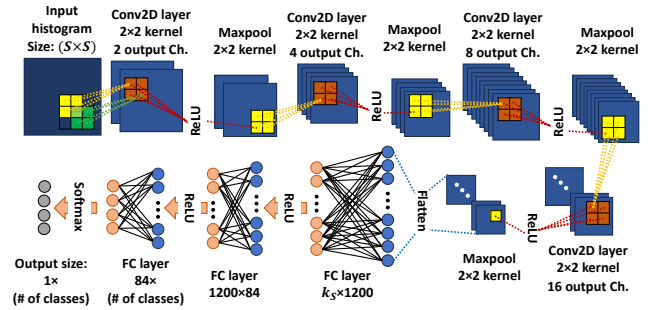 Input
histogram
Size: (S×S)
Conv2D layer
2×2 kernel
2 output Ch.
Maxpool
2×2 kernel
Conv2D layer
2×2 kernel
4 output Ch.
Maxpool
2×2 kernel
Conv2D layer
2×2 kernel
8 output Ch.
Maxpool
2×2 kernel
ReLU
ReLU
ReLU
Softmax
ReLU
ReLU
Flatten
ReLU
Output size:
1×
(# of classes)
FC layer
84×
(# of classes)
FC layer
1200×84
FC layer
k_S×1200
Maxpool
2×2 kernel
Conv2D layer
2×2 kernel
16 output Ch.